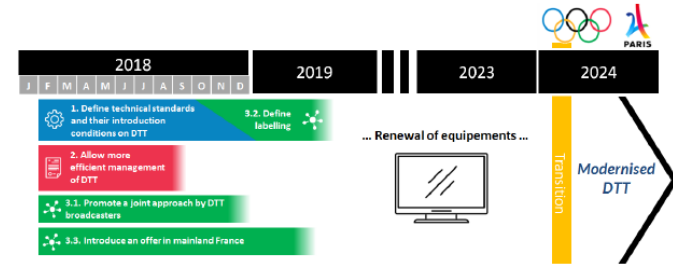 PARIS
2018
2019
2023
2024
J F M A M J J A S O N D
1. Define technical standards
and their introduction
conditions on DTT
3.2. Define
labelling
2. Allow more
efficient management
of DTT
3.1. Promote a joint approach by DTT
broadcasters
3.3. Introduce an offer in mainland France
... Renewal of equipements ...
Transition
Modernised
DTT